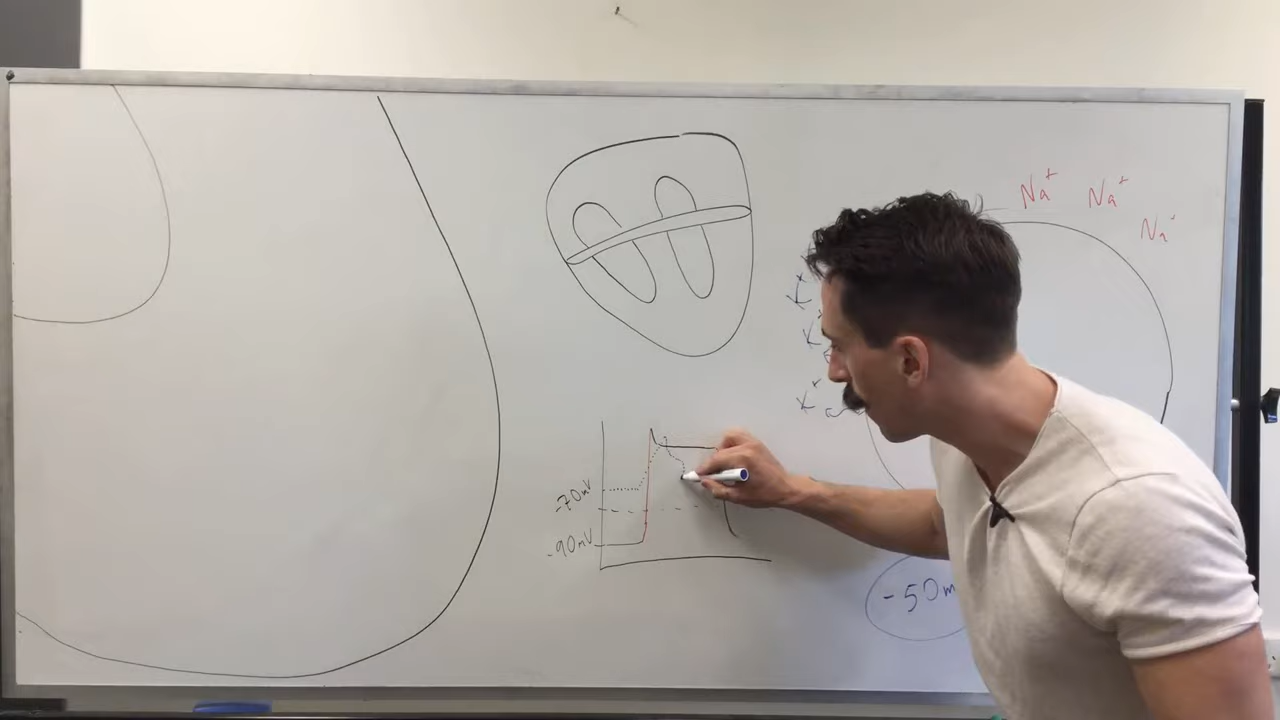 Na⁺ Na⁺ Na⁺
K⁺
K⁺
K⁺
-70mV
-90mV
-50m